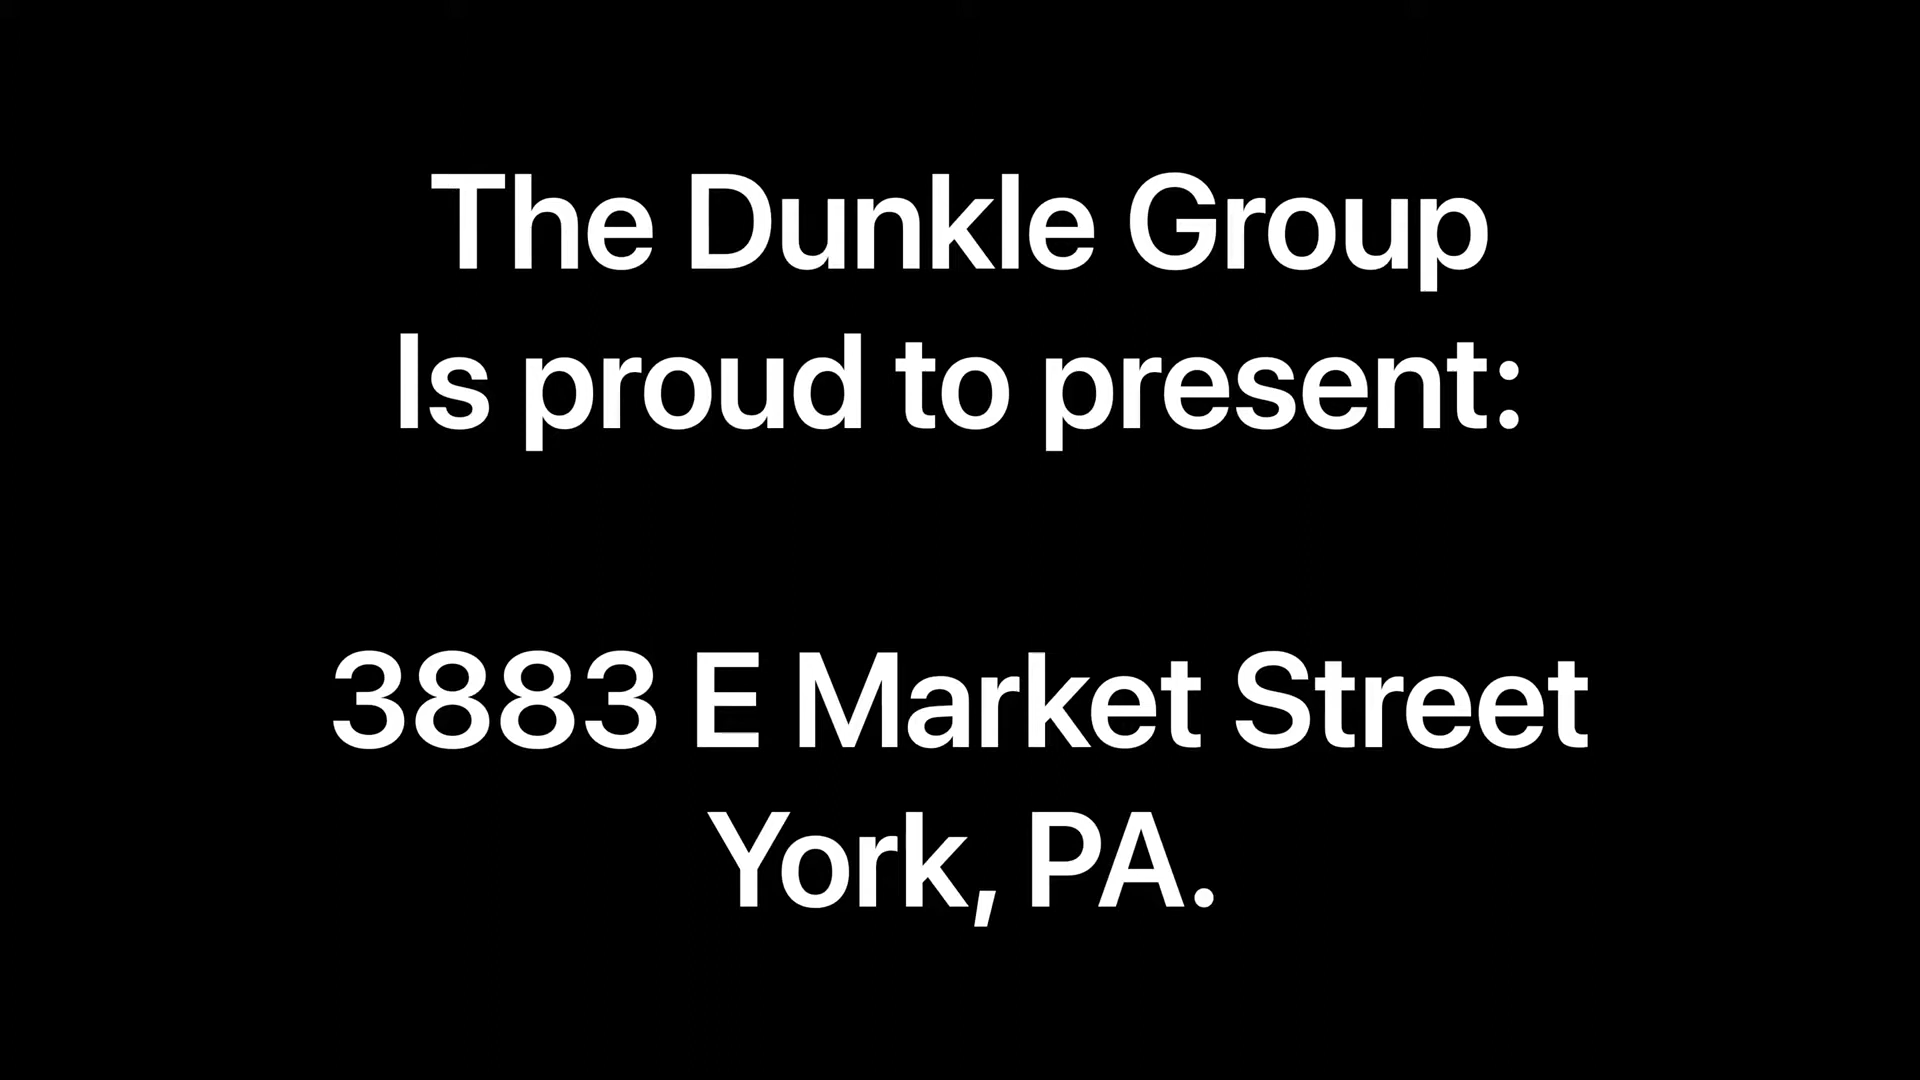 The Dunkle Group
Is proud to present:
3883 E Market Street
York, PA.